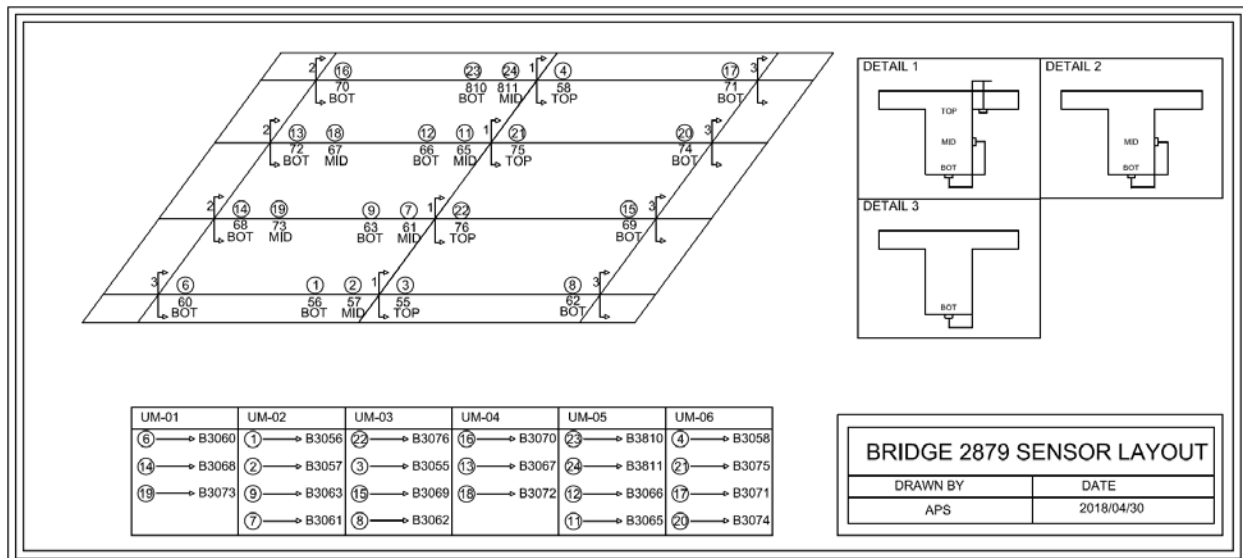 2 16 23 24 1 4 17 3
70 810 811 58 71
BOT BOT MID TOP BOT
2 13 18 12 11 1 21 20 3
72 67 66 65 75 74
BOT MID BOT MID TOP BOT
2 14 19 9 7 1 22 15 3
68 73 63 61 76 69
BOT MID BOT MID TOP BOT
3 6 1 2 1 3 8 3
60 56 57 55 62
BOT BOT MID TOP BOT
DETAIL 1
TOP
MID
BOT
DETAIL 2
MID
BOT
DETAIL 3
BOT
UM-01 UM-02 UM-03 UM-04 UM-05 UM-06
6 B3060 1 B3056 22 B3076 16 B3070 23 B3810 4 B3058
14 B3068 2 B3057 3 B3055 13 B3067 24 B3811 21 B3075
19 B3073 9 B3063 15 B3069 18 B3072 12 B3066 17 B3071
7 B3061 8 B3062 11 B3065 20 B3074
BRIDGE 2879 SENSOR LAYOUT
DRAWN BY DATE
APS 2018/04/30